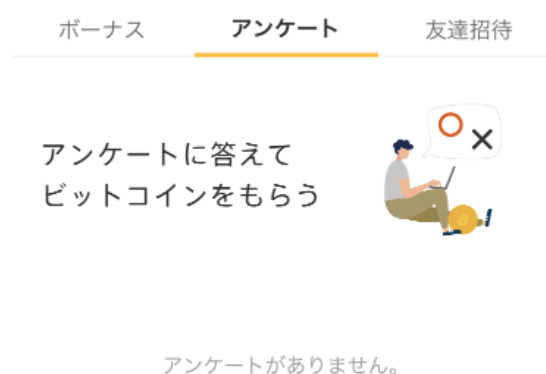 ボーナス アンケート 友達招待
アンケートに答えて
ビットコインをもらう
アンケートがありません。